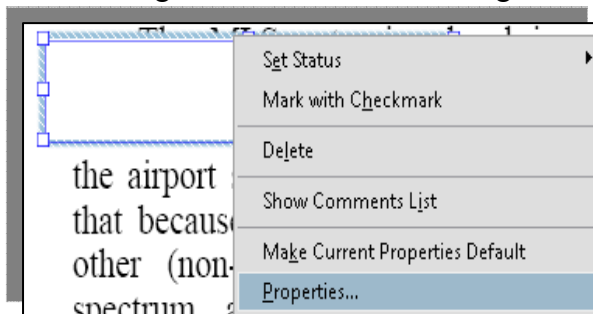 Set Status
Mark with Checkmark
Delete
Show Comments List
Make Current Properties Default
Properties...
the airport
that because
other (non-
spectrum